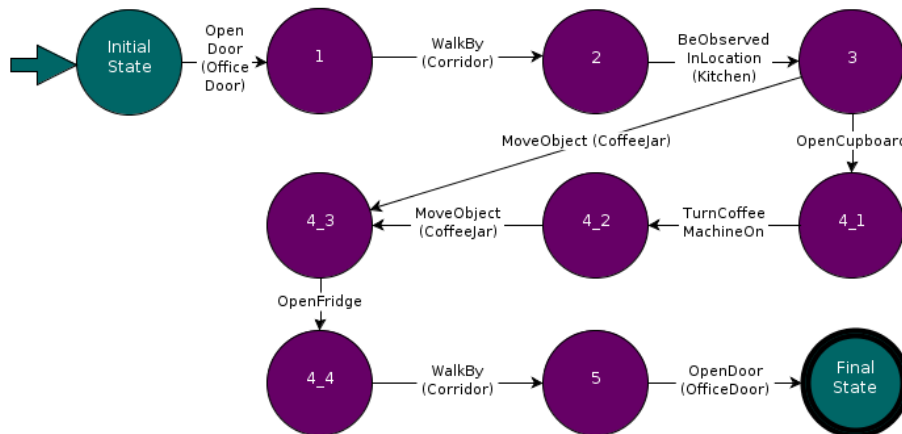 Initial
State
Open
Door
(Office
Door)
1
WalkBy
(Corridor)
2
BeObserved
InLocation
(Kitchen)
3
MoveObject (CoffeeJar)
OpenCupboard
4_3
MoveObject
(CoffeeJar)
4_2
TurnCoffee
MachineOn
4_1
OpenFridge
4_4
WalkBy
(Corridor)
5
OpenDoor
(OfficeDoor)
Final
State